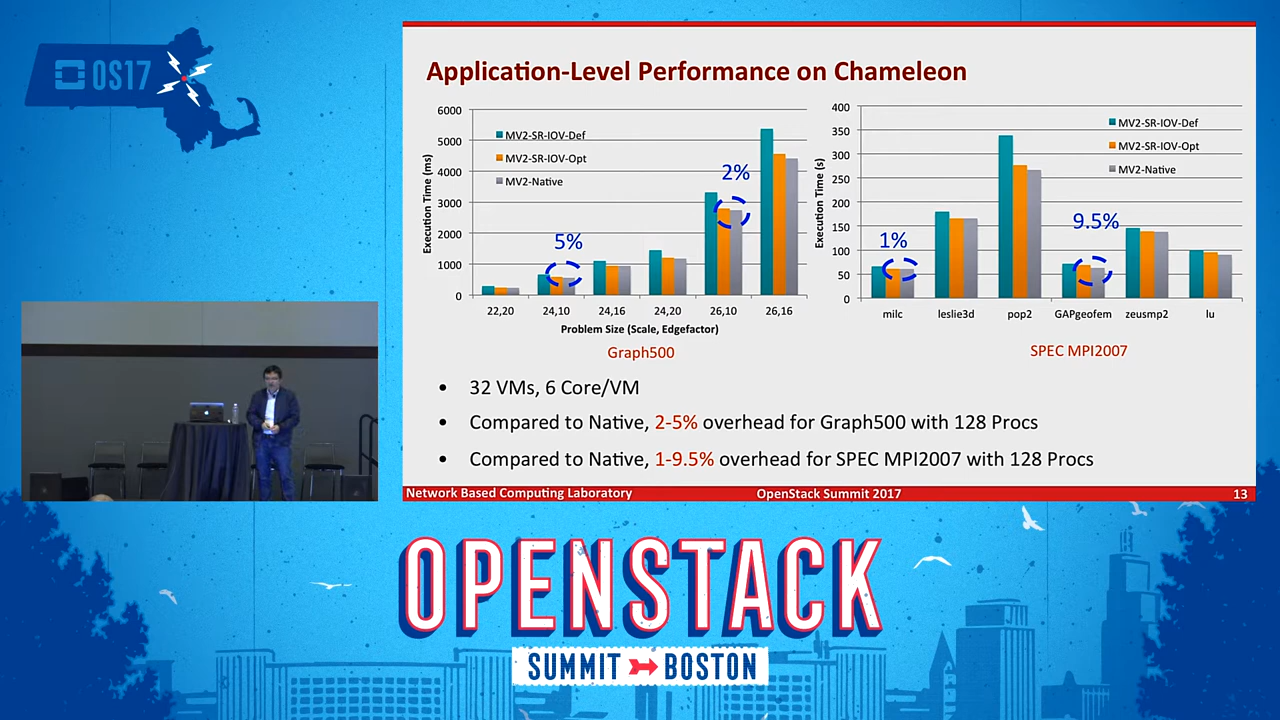 OS17
Application-Level Performance on Chameleon
6000
5000
4000
3000
2000
1000
0
Execution Time (ms)
MV2-SR-IOV-Def
MV2-SR-IOV-Opt
MV2-Native
5%
2%
22,20 24,10 24,16 24,20 26,10 26,16
Problem Size (Scale, Edgefactor)
Graph500
400
350
300
250
200
150
100
50
0
Execution Time (s)
MV2-SR-IOV-Def
MV2-SR-IOV-Opt
MV2-Native
1%
9.5%
milc leslie3d pop2 GAPgeofem zeusmp2 lu
SPEC MPI2007
• 32 VMs, 6 Core/VM
• Compared to Native, 2-5% overhead for Graph500 with 128 Procs
• Compared to Native, 1-9.5% overhead for SPEC MPI2007 with 128 Procs
Network Based Computing Laboratory OpenStack Summit 2017 13
OPENSTACK
SUMMIT BOSTON